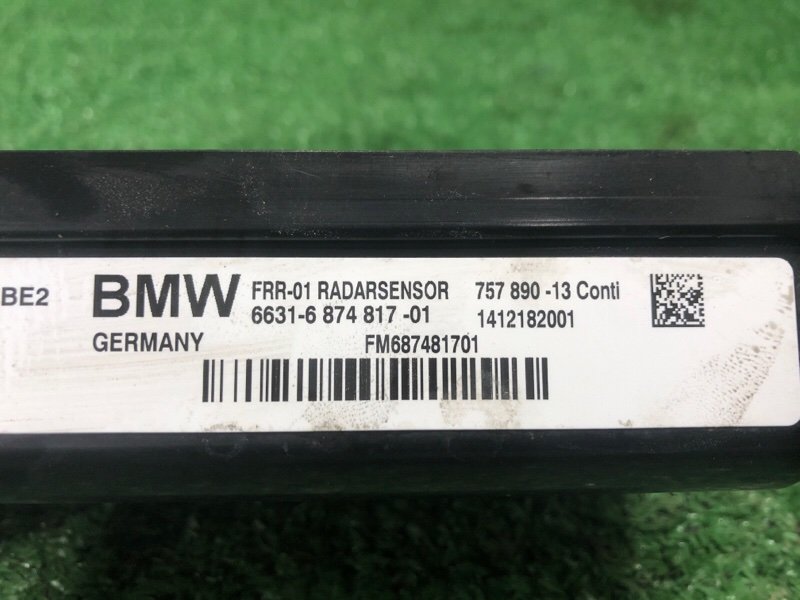 BE2
BMW FRR-01 RADARSENSOR 757 890 -13 Conti
6631-6 874 817 -01 1412182001
GERMANY FM687481701